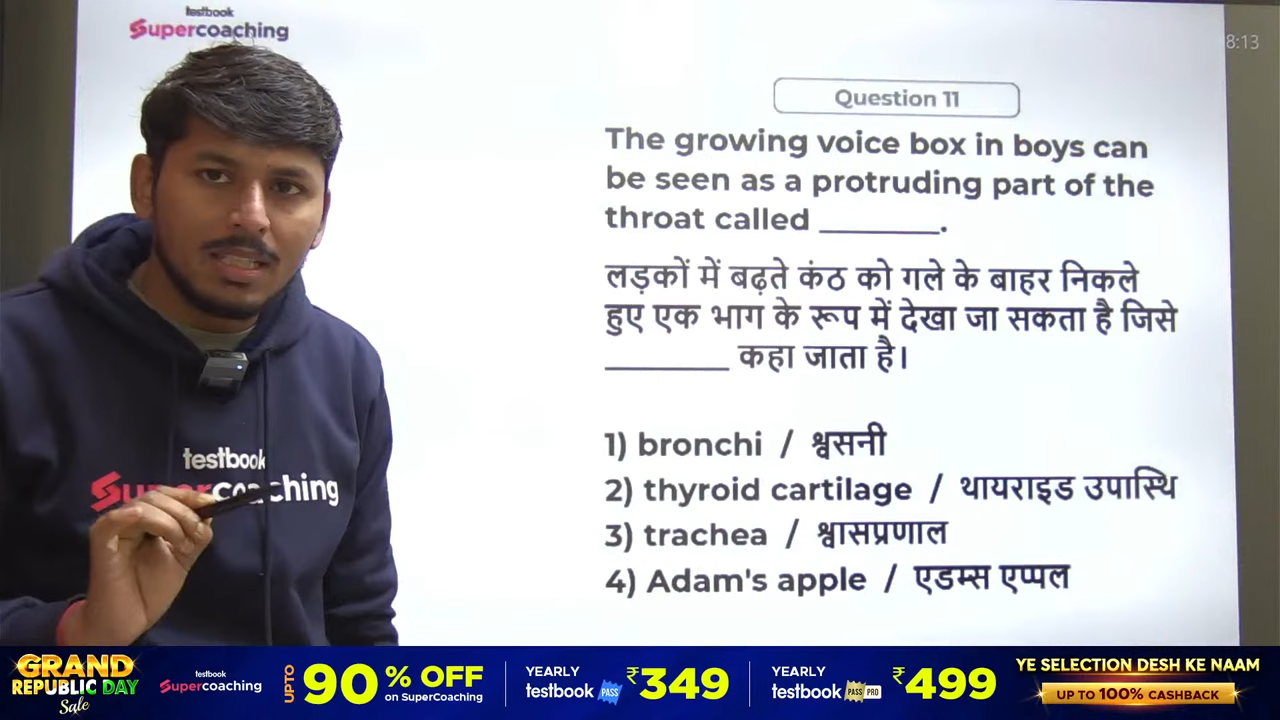 testbook
Supercoaching
8:13
Question 11
The growing voice box in boys can
be seen as a protruding part of the
throat called _______.
लड़कों में बढ़ते कंठ को गले के बाहर निकले
हुए एक भाग के रूप में देखा जा सकता है जिसे
_______ कहा जाता है।
1) bronchi / श्वसनी
2) thyroid cartilage / थायराइड उपास्थि
3) trachea / श्वासप्रणाल
4) Adam's apple / एडम्स एप्पल
testbook
Supercoaching
GRAND
REPUBLIC DAY
Sale
testbook
Supercoaching
UPTO 90% OFF
on SuperCoaching
YEARLY
testbook PASS ₹349
YEARLY
testbook PASS PRO ₹499
YE SELECTION DESH KE NAAM
UP TO 100% CASHBACK